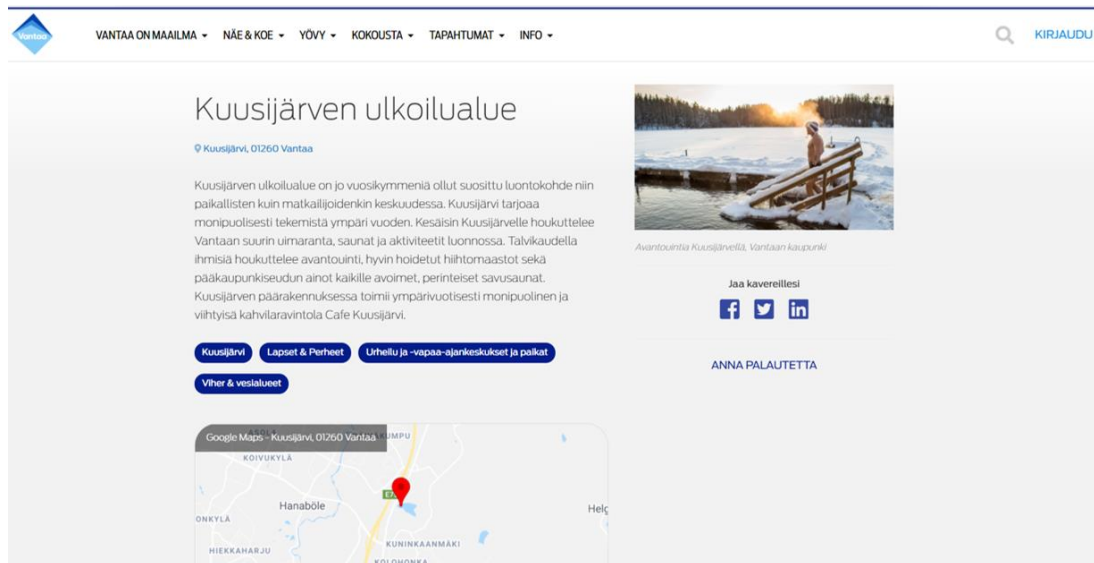 Vantaa
VANTAA ON MAAILMA
NÄE & KOE
YÖVY
KOKOUSTA
TAPAHTUMAT
INFO
KIRJAUDU
Kuusijärven ulkoilualue
Kuusijärvi, 01260 Vantaa
Kuusijärven ulkoilualue on jo vuosikymmeniä ollut suosittu luontokohde niin
paikallisten kuin matkailijoidenkin keskuudessa. Kuusijärvi tarjoaa
monipuolisesti tekemistä ympäri vuoden. Kesäisin Kuusijärvelle houkuttelee
Vantaan suurin uimaranta, saunat ja aktiviteetit luonnossa. Talvikaudella
ihmisiä houkuttelee avantouinti, hyvin hoidetut hiihtomaastot sekä
pääkaupunkiseudun ainot kaikille avoimet, perinteiset savusaunat.
Kuusijärven päärakennuksessa toimii ympärivuotisesti monipuolinen ja
viihtyisä kahvilaravintola Cafe Kuusijärvi.
Kuusijärvi
Lapset & Perheet
Urheilu ja -vapaa-ajankeskukset ja paikat
Viher & vesialueet
Avantouintia Kuusijärvellä, Vantaan kaupunki
Jaa kavereillesi
ANNA PALAUTETTA
Google Maps - Kuusijärvi, 01260 Vantaa
KUMPU
KOIVUKYLÄ
Hanaböle
ONKYLÄ
HIEKKAHARJU
KUNINKAANMÄKI
KOLOHONKA
Helg